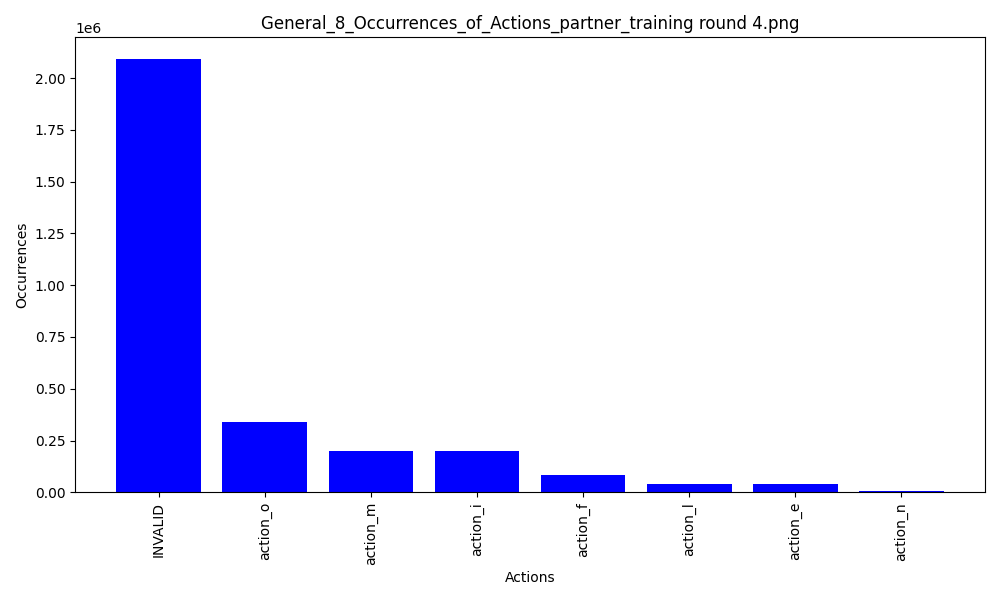 General_8_Occurrences_of_Actions_partner_training round 4.png
1e6
2.00
1.75
1.50
1.25
1.00
0.75
0.50
0.25
0.00
Occurrences
INVALID
action_o
action_m
action_i
action_f
action_l
action_e
action_n
Actions